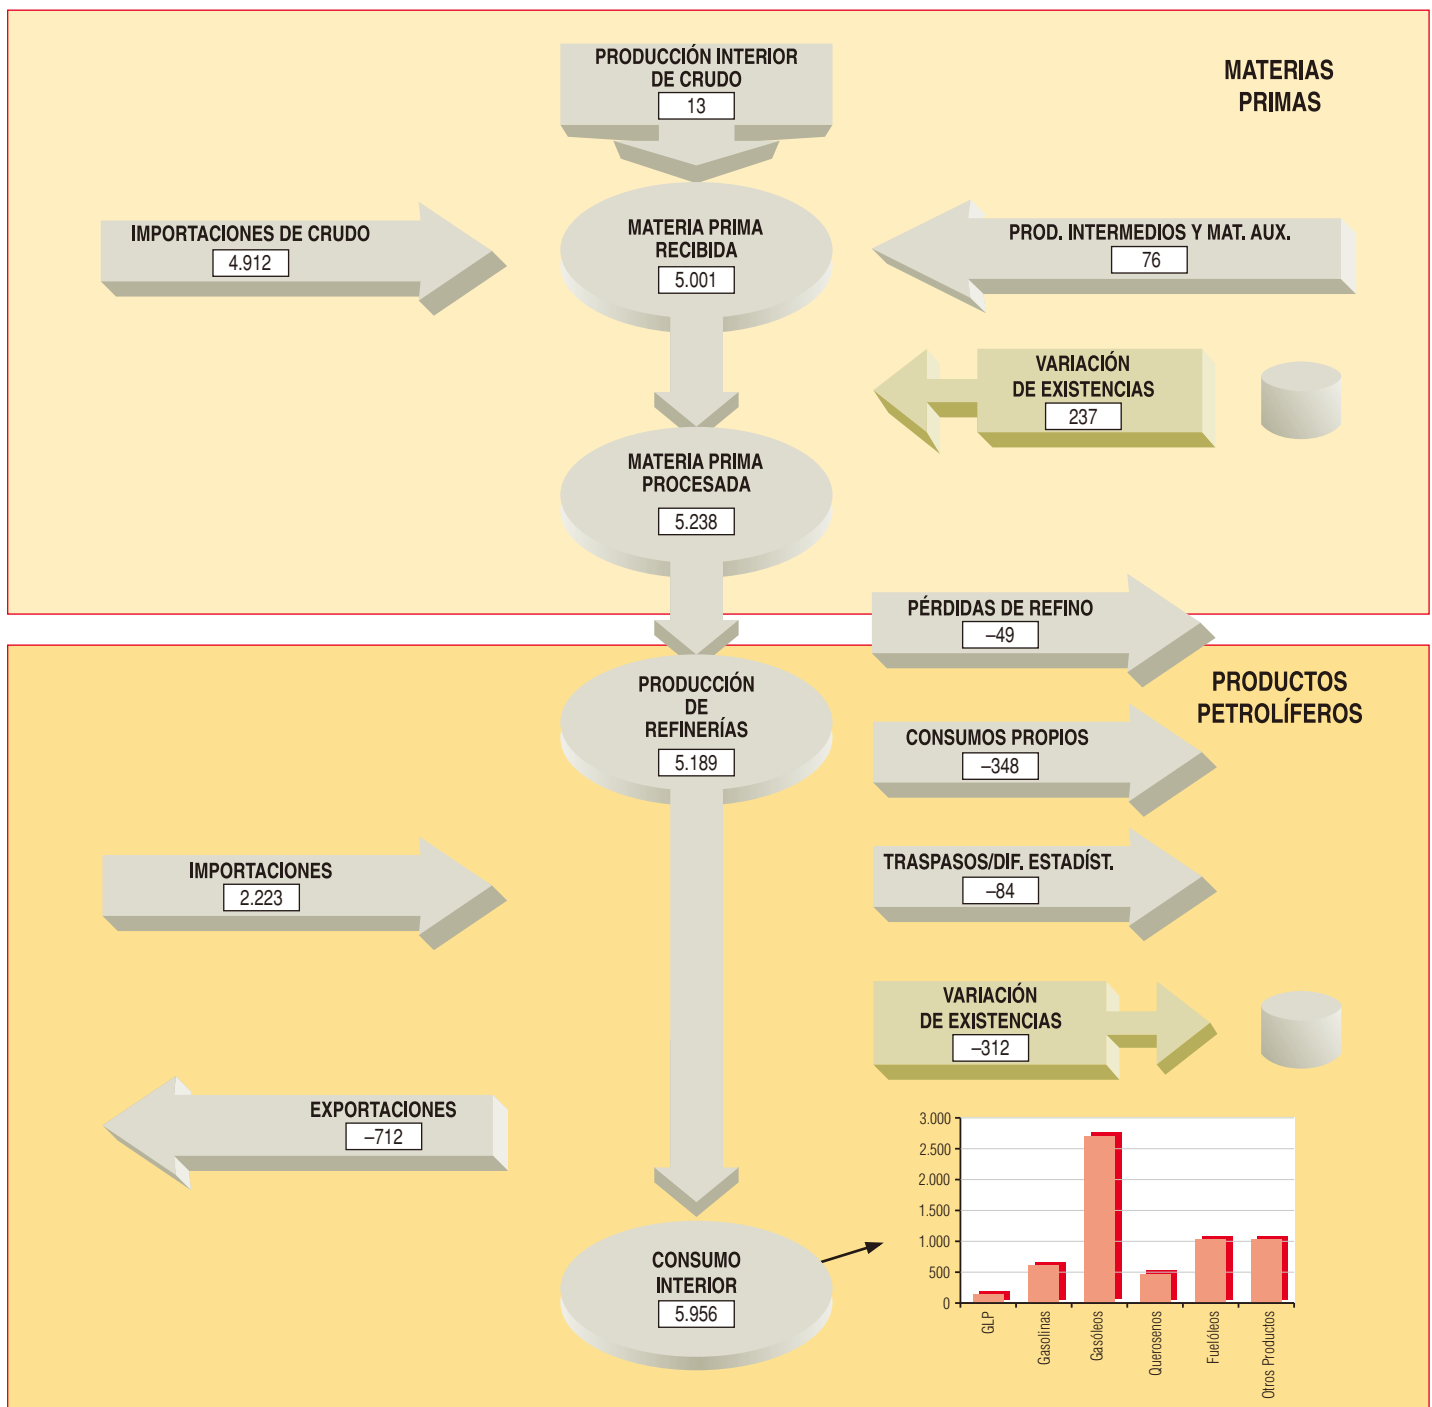 PRODUCCIÓN INTERIOR
DE CRUDO
13
MATERIAS
PRIMAS
IMPORTACIONES DE CRUDO
4.912
MATERIA PRIMA
RECIBIDA
5.001
PROD. INTERMEDIOS Y MAT. AUX.
76
VARIACIÓN
DE EXISTENCIAS
237
MATERIA PRIMA
PROCESADA
5.238
PÉRDIDAS DE REFINO
–49
PRODUCCIÓN
DE
REFINERÍAS
5.189
PRODUCTOS
PETROLÍFEROS
CONSUMOS PROPIOS
–348
IMPORTACIONES
2.223
TRASPASOS/DIF. ESTADÍST.
–84
VARIACIÓN
DE EXISTENCIAS
–312
EXPORTACIONES
–712
CONSUMO
INTERIOR
5.956
3.000
2.500
2.000
1.500
1.000
500
0
GLP
Gasolinas
Gasóleos
Querosenos
Fuelóleos
Otros Productos